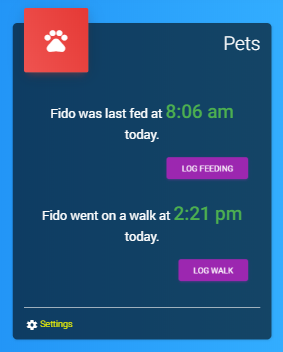 Pets
Fido was last fed at 8:06 am
today.
LOG FEEDING
Fido went on a walk at 2:21 pm
today.
LOG WALK
Settings